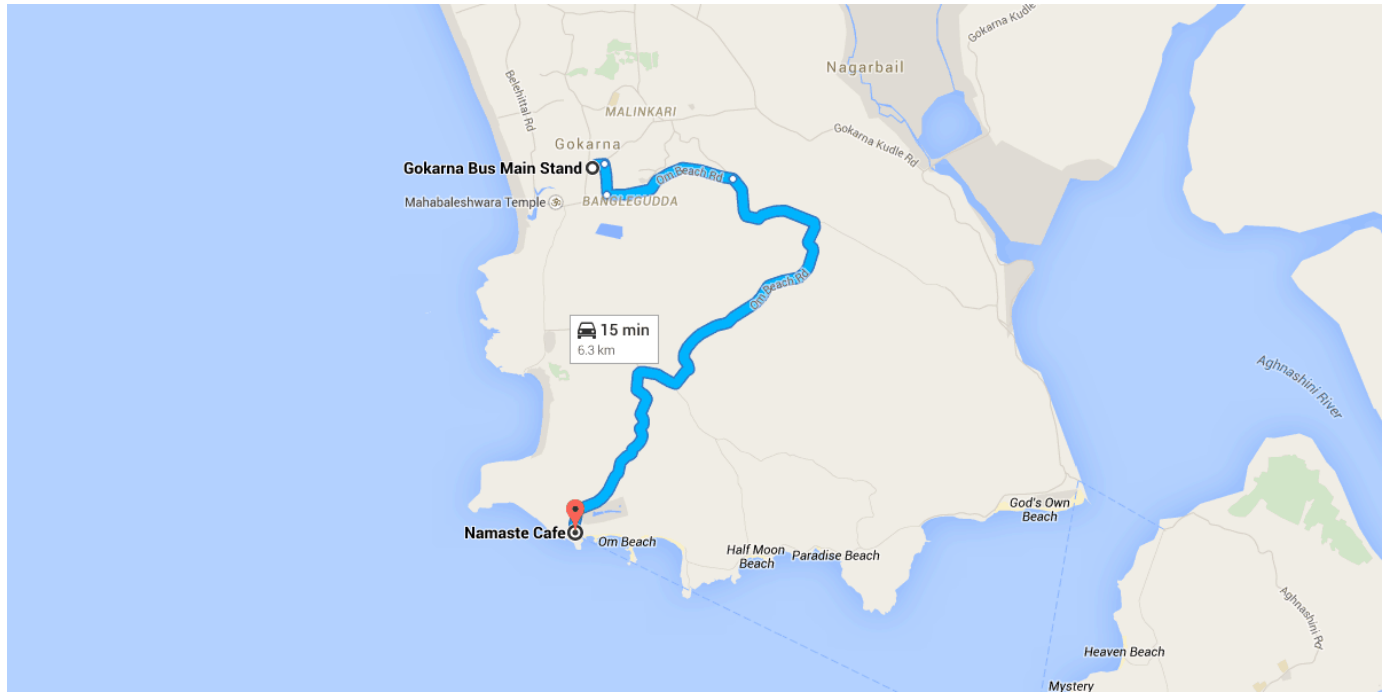 Gokarna Kudle
Nagarbail
Belehittal Rd
MALINKARI
Gokarna Kudle Rd
Gokarna
Gokarna Bus Main Stand
Om Beach Rd
Mahabaleshwara Temple
BANGLEGUDDA
Om Beach Rd
15 min
6.3 km
Aghnashini River
God's Own
Beach
Namaste Cafe
Om Beach
Half Moon
Beach
Paradise Beach
Aghnashini Rd
Heaven Beach
Mystery